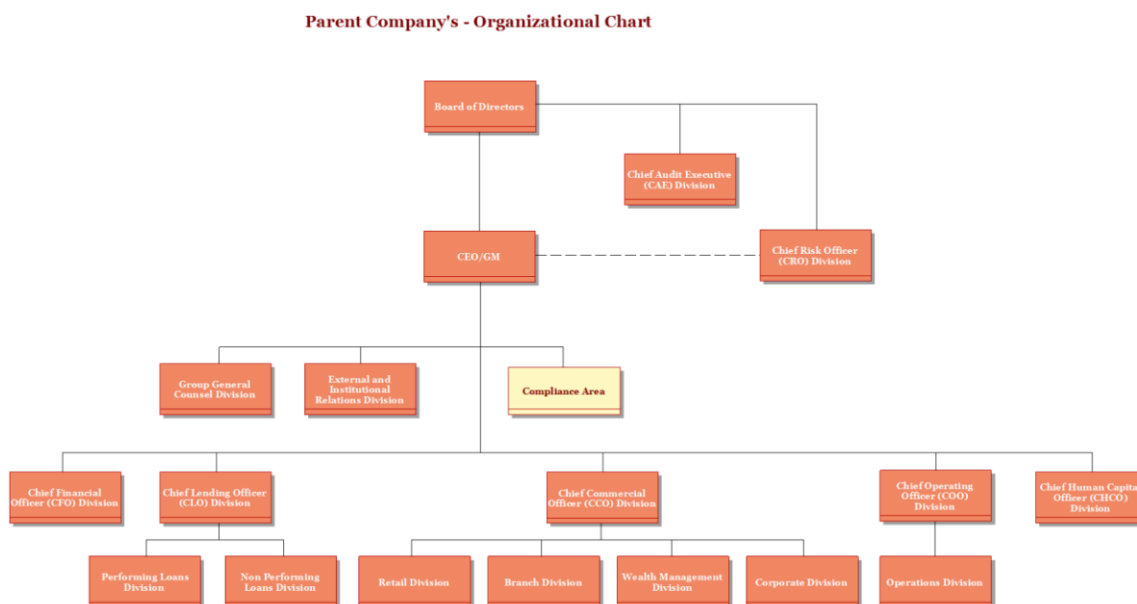 Parent Company's - Organizational Chart
Board of Directors
Chief Audit Executive
(CAE) Division
CEO/GM
Chief Risk Officer
(CRO) Division
Group General
Counsel Division
External and
Institutional
Relations Division
Compliance Area
Chief Financial
Officer (CFO) Division
Chief Lending Officer
(CLO) Division
Chief Commercial
Officer (CCO) Division
Chief Operating
Officer (COO)
Division
Chief Human Capital
Officer (CHCO)
Division
Performing Loans
Division
Non Performing
Loans Division
Retail Division
Branch Division
Wealth Management
Division
Corporate Division
Operations Division